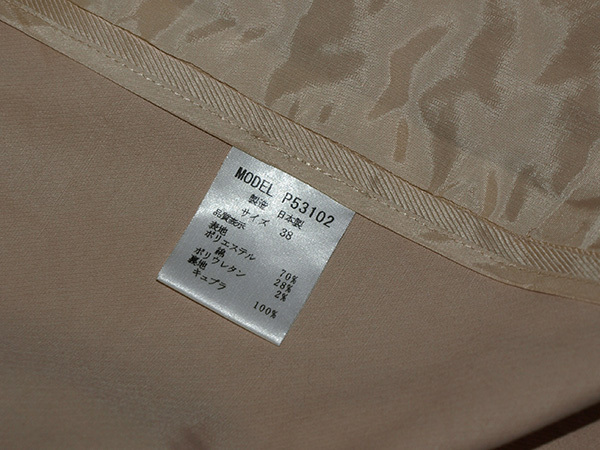 MODEL P53102
製造 日本製
サイズ 38
品質表示
表地
ポリエステル 70%
綿 28%
ポリウレタン 2%
裏地
キュプラ 100%